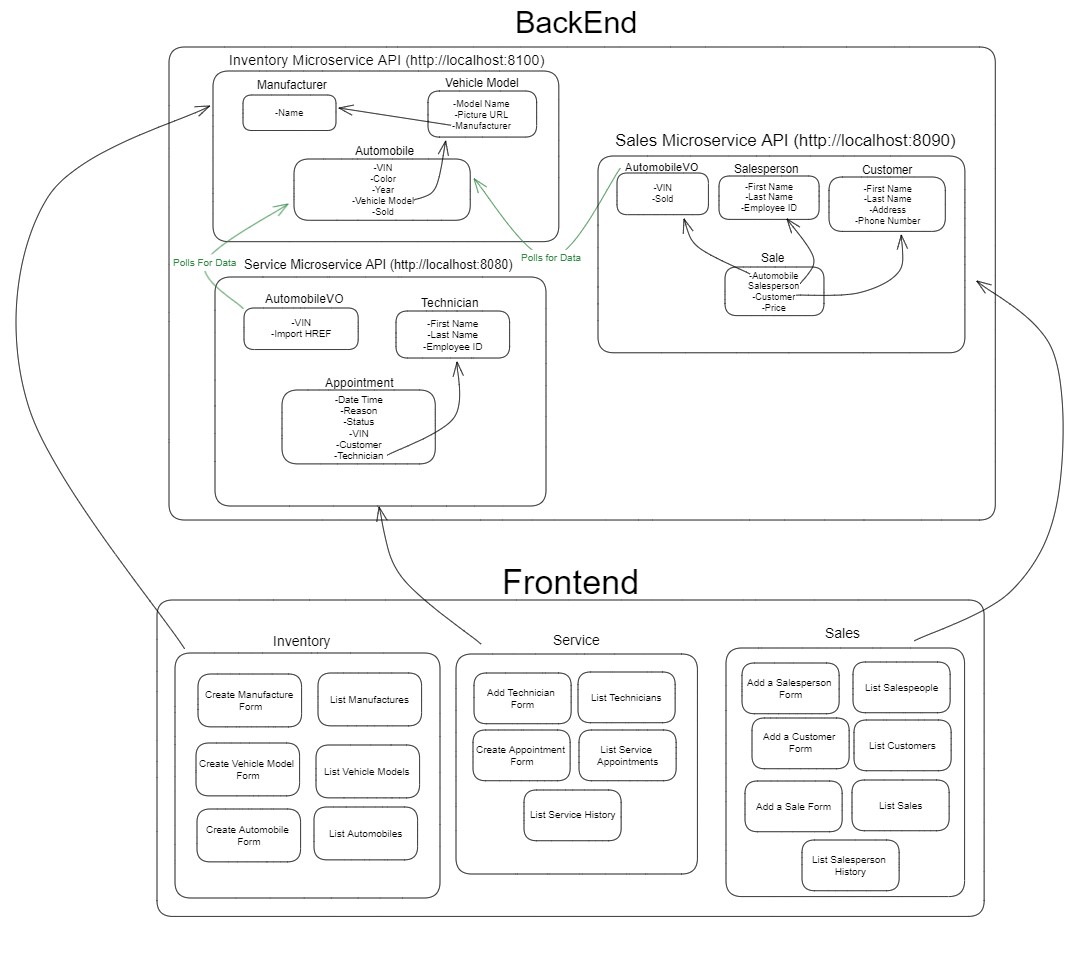 BackEnd
Inventory Microservice API (http://localhost:8100)
Manufacturer
-Name
Vehicle Model
-Model Name
-Picture URL
-Manufacturer
Automobile
-VIN
-Color
-Year
-Vehicle Model
-Sold
Sales Microservice API (http://localhost:8090)
AutomobileVO
-VIN
-Sold
Salesperson
-First Name
-Last Name
-Employee ID
Customer
-First Name
-Last Name
-Address
-Phone Number
Sale
-Automobile
Salesperson
-Customer
-Price
Polls For Data
Polls for Data
Service Microservice API (http://localhost:8080)
AutomobileVO
-VIN
-Import HREF
Technician
-First Name
-Last Name
-Employee ID
Appointment
-Date Time
-Reason
-Status
-VIN
-Customer
-Technician
Frontend
Inventory
Create Manufacture
Form
List Manufactures
Create Vehicle Model
Form
List Vehicle Models
Create Automobile
Form
List Automobiles
Service
Add Technician
Form
List Technicians
Create Appointment
Form
List Service
Appointments
List Service History
Sales
Add a Salesperson
Form
List Salespeople
Add a Customer
Form
List Customers
Add a Sale Form
List Sales
List Salesperson
History